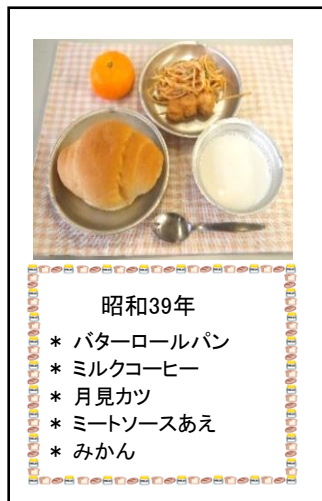 昭和39年
* バターロールパン
* ミルクコーヒー
* 月見カツ
* ミートソースあえ
* みかん